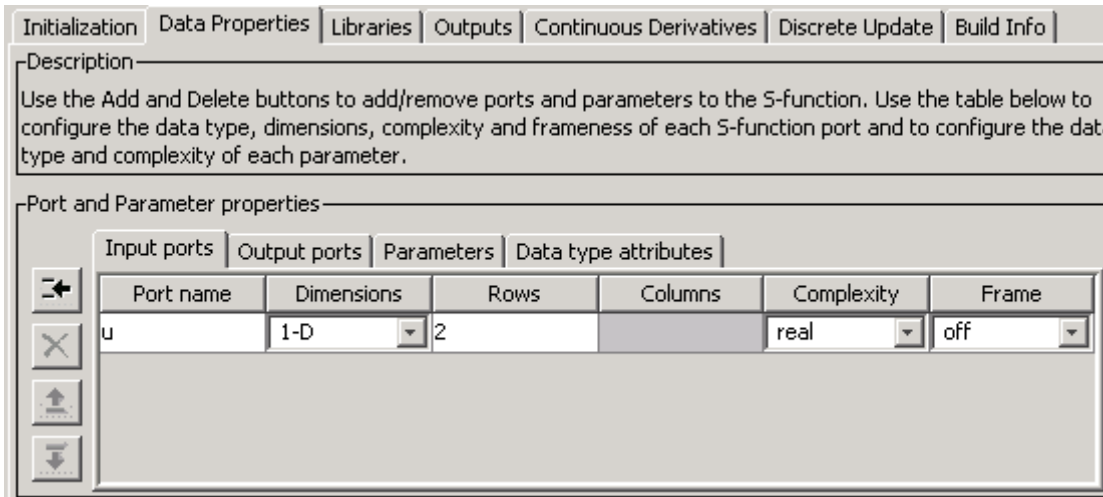 Initialization Data Properties Libraries Outputs Continuous Derivatives Discrete Update Build Info
Description
Use the Add and Delete buttons to add/remove ports and parameters to the S-function. Use the table below to
configure the data type, dimensions, complexity and frameness of each S-function port and to configure the dat
type and complexity of each parameter.
Port and Parameter properties
Input ports Output ports Parameters Data type attributes
Port name Dimensions Rows Columns Complexity Frame
u 1-D 2 real off